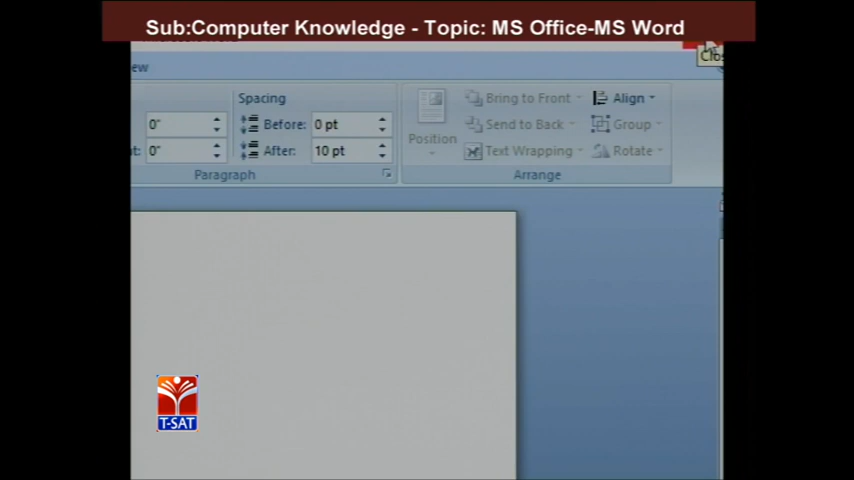 Sub:Computer Knowledge - Topic: MS Office-MS Word
Spacing
Bring to Front
Align
0"
Before:
0 pt
Position
Send to Back
Group
0"
After:
10 pt
Text Wrapping
Rotate
Paragraph
Arrange
T-SAT